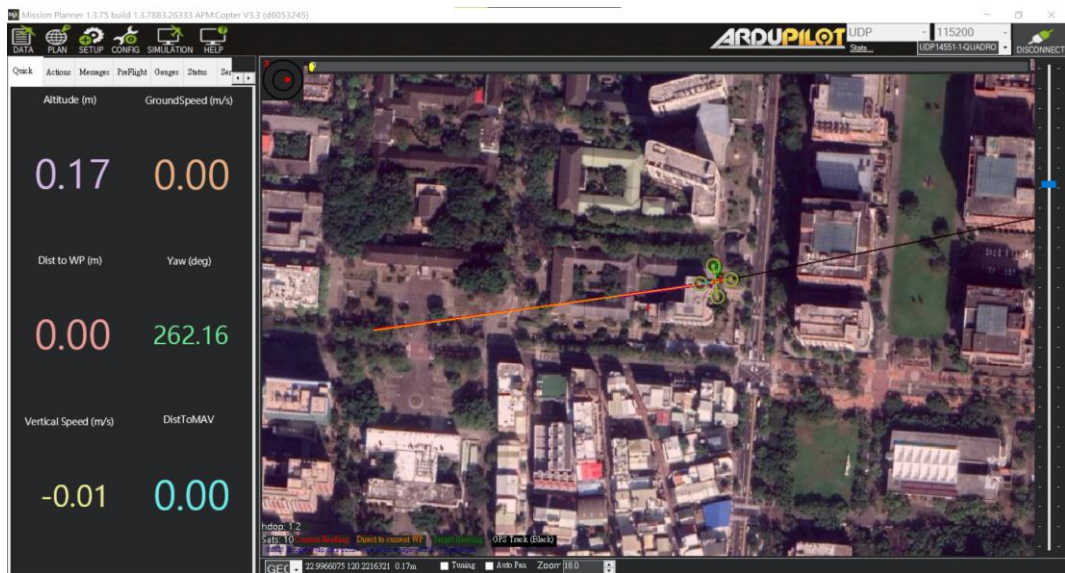 Mission Planner 1.3.75 build 1.3.7883.26333 APM:Copter V3.3 (d6053245)
DATA PLAN SETUP CONFIG SIMULATION HELP
ARDUPILOT
UDP 115200
Stats...
UDP14551-1-QUADRO
DISCONNECT
Quick Actions Messages PreFlight Gauges Status Ser
Altitude (m) GroundSpeed (m/s)
0.17 0.00
Dist to WP (m) Yaw (deg)
0.00 262.16
Vertical Speed (m/s) DistToMAV
-0.01 0.00
hdop: 1.2
Sats: 10 Current Heading Direct to current WP Target Heading GPS Track (Black)
GEO 22.9966075 120.2216321 0.17m Tuning Auto Pan Zoom 18.0